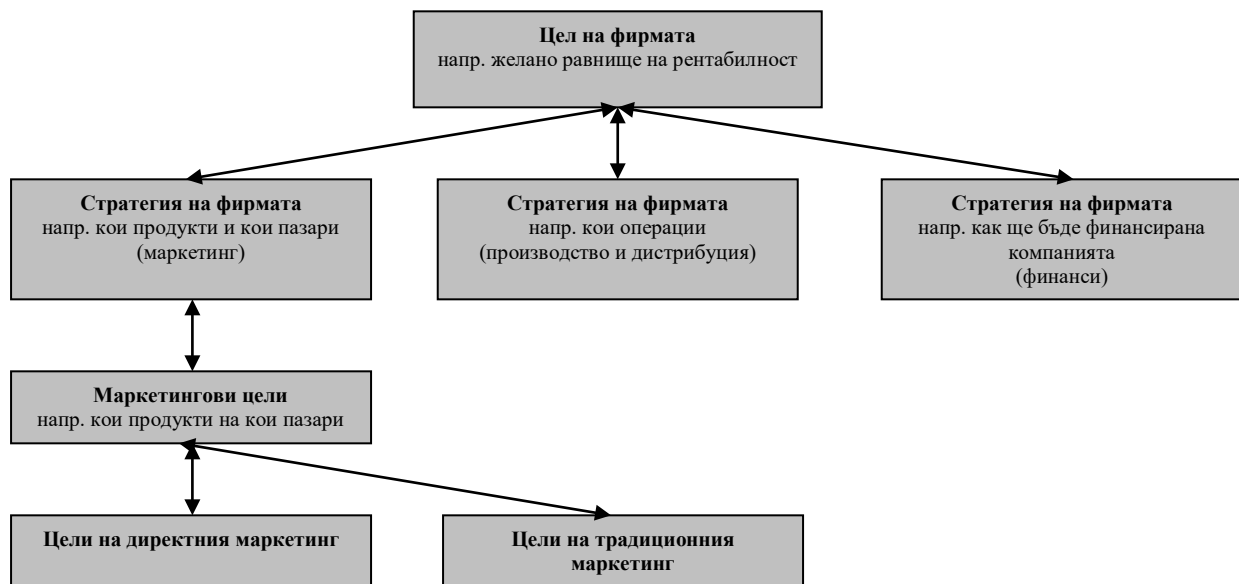 Цел на фирмата
напр. желано равнище на рентабилност
Стратегия на фирмата
напр. кои продукти и кои пазари
(маркетинг)
Стратегия на фирмата
напр. кои операции
(производство и дистрибуция)
Стратегия на фирмата
напр. как ще бъде финансирана
компанията
(финанси)
Маркетингови цели
напр. кои продукти на кои пазари
Цели на директния маркетинг
Цели на традиционния
маркетинг